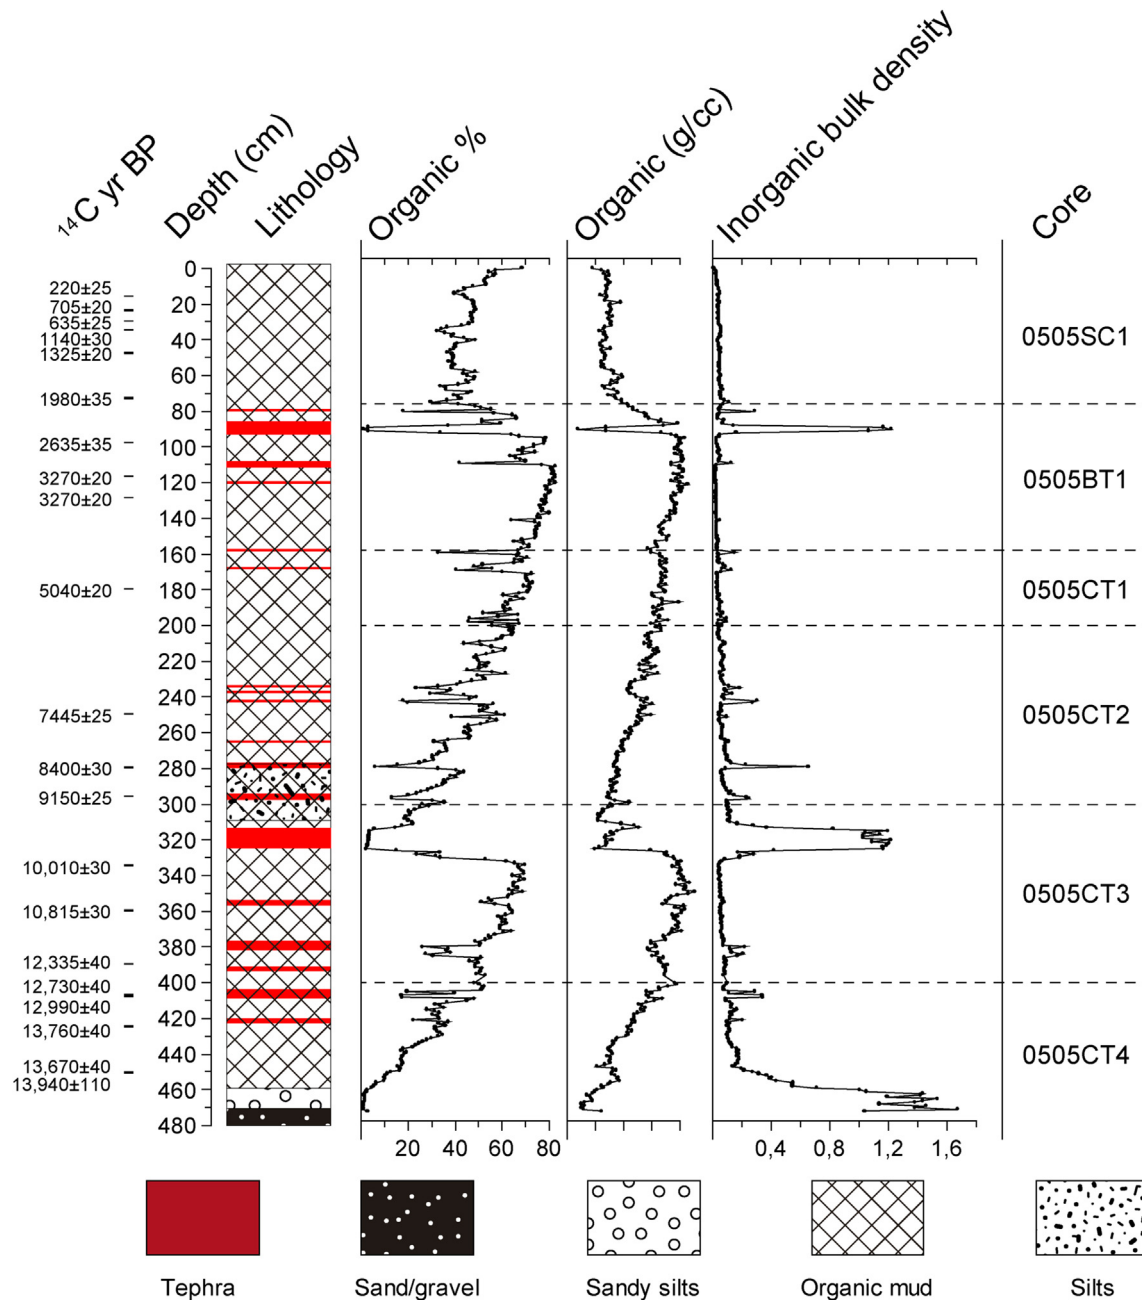 ¹⁴C yr BP
Depth (cm)
Lithology
Organic %
Organic (g/cc)
Inorganic bulk density
Core
220±25
705±20
635±25
1140±30
1325±20
1980±35
2635±35
3270±20
3270±20
5040±20
7445±25
8400±30
9150±25
10,010±30
10,815±30
12,335±40
12,730±40
12,990±40
13,760±40
13,670±40
13,940±110
0
20
40
60
80
100
120
140
160
180
200
220
240
260
280
300
320
340
360
380
400
420
440
460
480
0505SC1
0505BT1
0505CT1
0505CT2
0505CT3
0505CT4
20 40 60 80
0,4 0,8 1,2 1,6
Tephra
Sand/gravel
Sandy silts
Organic mud
Silts